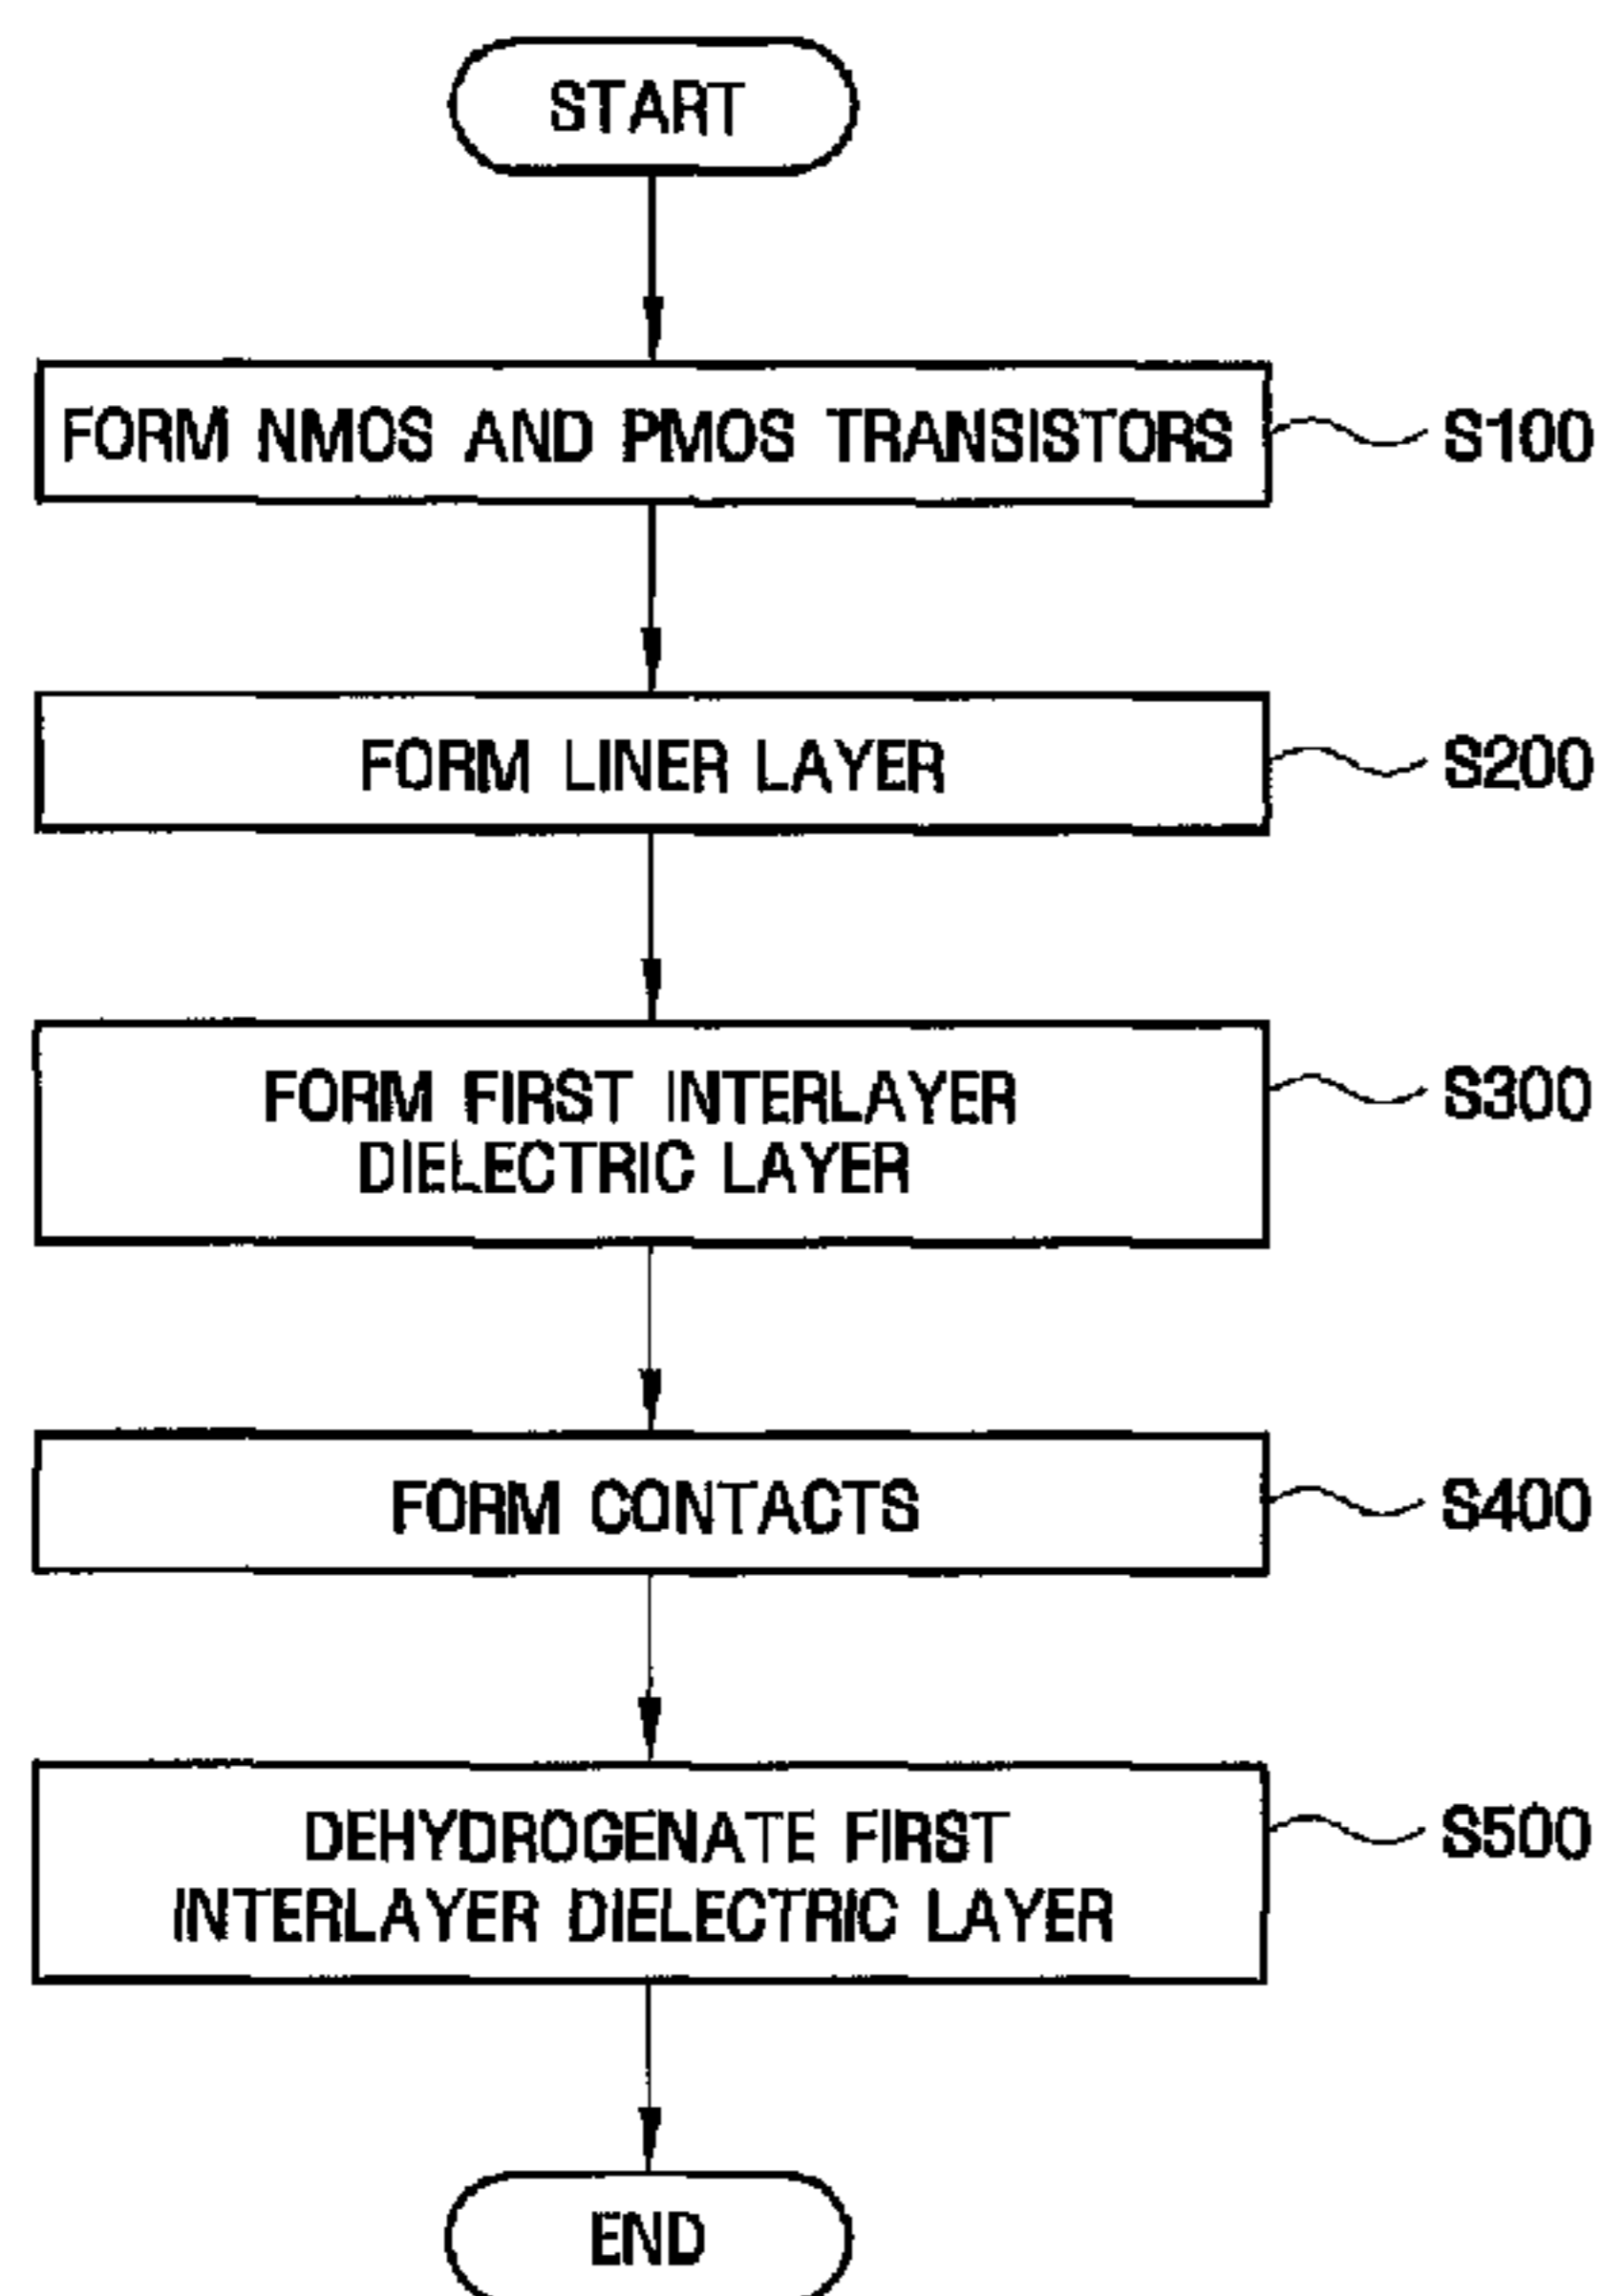 START
FORM NMOS AND PMOS TRANSISTORS
S100
FORM LINER LAYER
S200
FORM FIRST INTERLAYER
DIELECTRIC LAYER
S300
FORM CONTACTS
S400
DEHYDROGENATE FIRST
INTERLAYER DIELECTRIC LAYER
S500
END